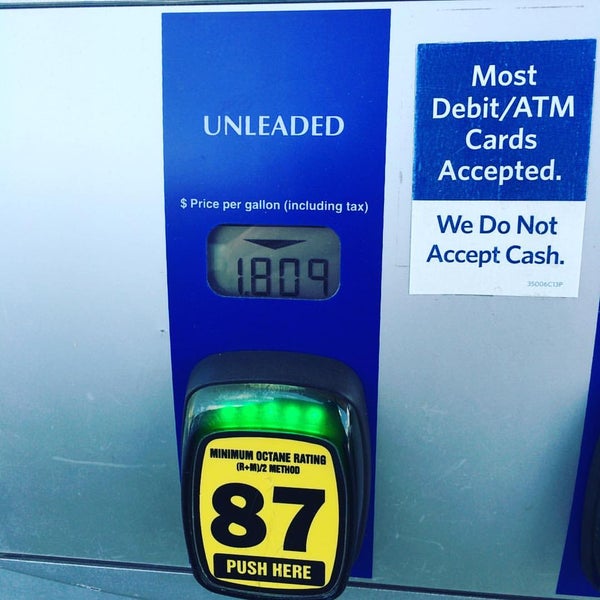 UNLEADED
$ Price per gallon (including tax)
1.809
MINIMUM OCTANE RATING
(R+M)/2 METHOD
87
PUSH HERE
Most
Debit/ATM
Cards
Accepted.
We Do Not
Accept Cash.
35006C13P